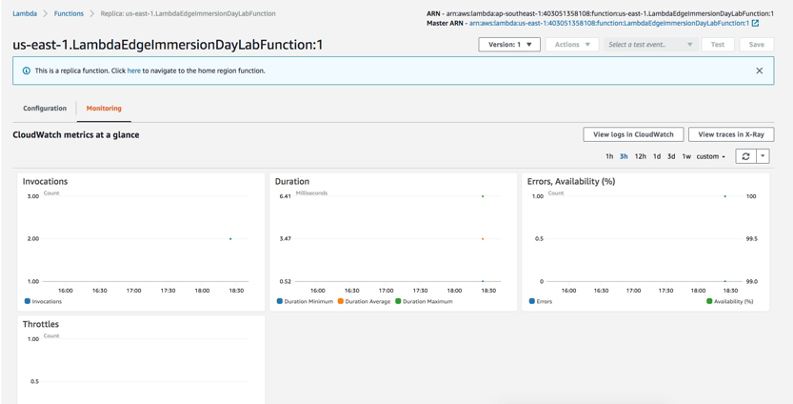 Lambda > Functions > Replica: us-east-1.LambdaEdgeImmersionDayLabFunction
ARN - arn:aws:lambda:ap-southeast-1:403051358108:function:us-east-1.LambdaEdgeImmersionDayLabFunction:1
Master ARN - arn:aws:lambda:us-east-1:403051358108:function:LambdaEdgeImmersionDayLabFunction:1
us-east-1.LambdaEdgeImmersionDayLabFunction:1
Version: 1 Actions Select a test event.. Test Save
This is a replica function. Click here to navigate to the home region function.
Configuration Monitoring
CloudWatch metrics at a glance
View logs in CloudWatch View traces in X-Ray
1h 3h 12h 1d 3d 1w custom
Invocations
Count
3.00
2.00
1.00
16:00 16:30 17:00 17:30 18:00 18:30
Invocations
Duration
Milliseconds
6.41
3.47
0.52
16:00 16:30 17:00 17:30 18:00 18:30
Duration Minimum Duration Average Duration Maximum
Errors, Availability (%)
Count
1.00 100
0.5 99.5
0 99.0
16:00 16:30 17:00 17:30 18:00 18:30
Errors Availability (%)
Throttles
Count
1.00
0.5